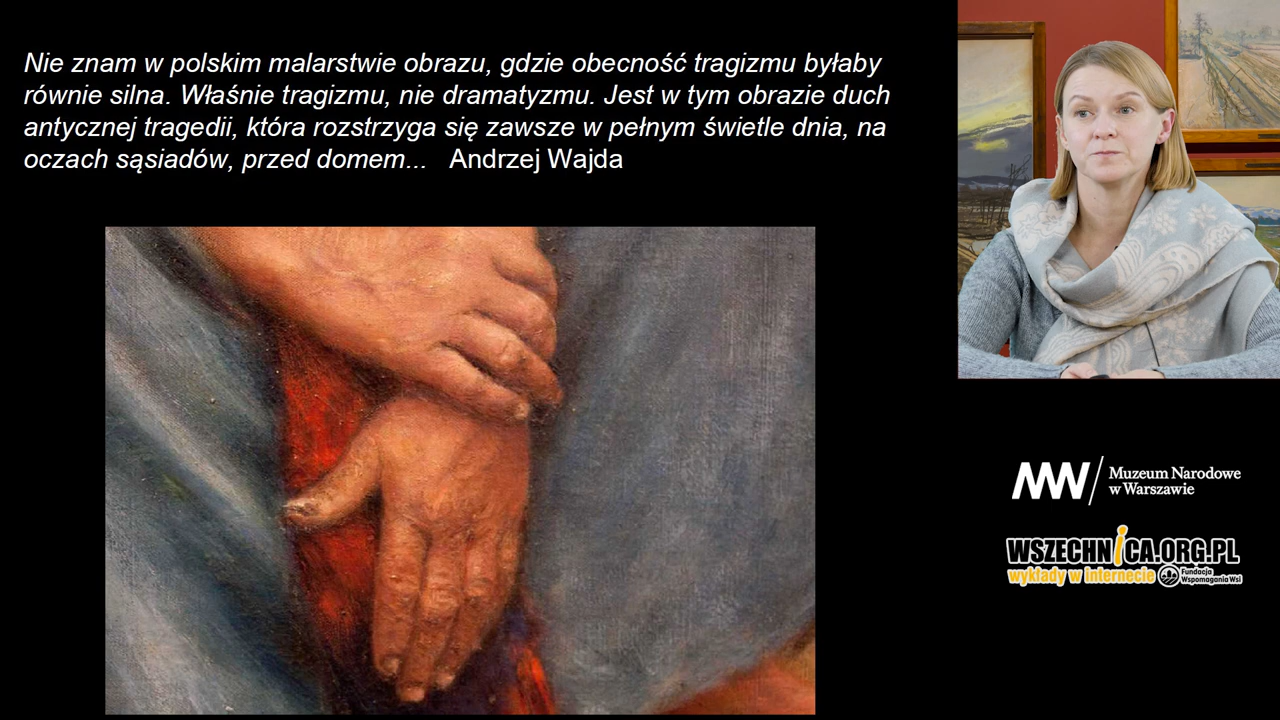 Nie znam w polskim malarstwie obrazu, gdzie obecność tragizmu byłaby
równie silna. Właśnie tragizmu, nie dramatyzmu. Jest w tym obrazie duch
antycznej tragedii, która rozstrzyga się zawsze w pełnym świetle dnia, na
oczach sąsiadów, przed domem... Andrzej Wajda
MW/ Muzeum Narodowe
w Warszawie
WSZECHNiCA.ORG.PL
wykłady w internecie
Fundacja
Wspomagania Wsi